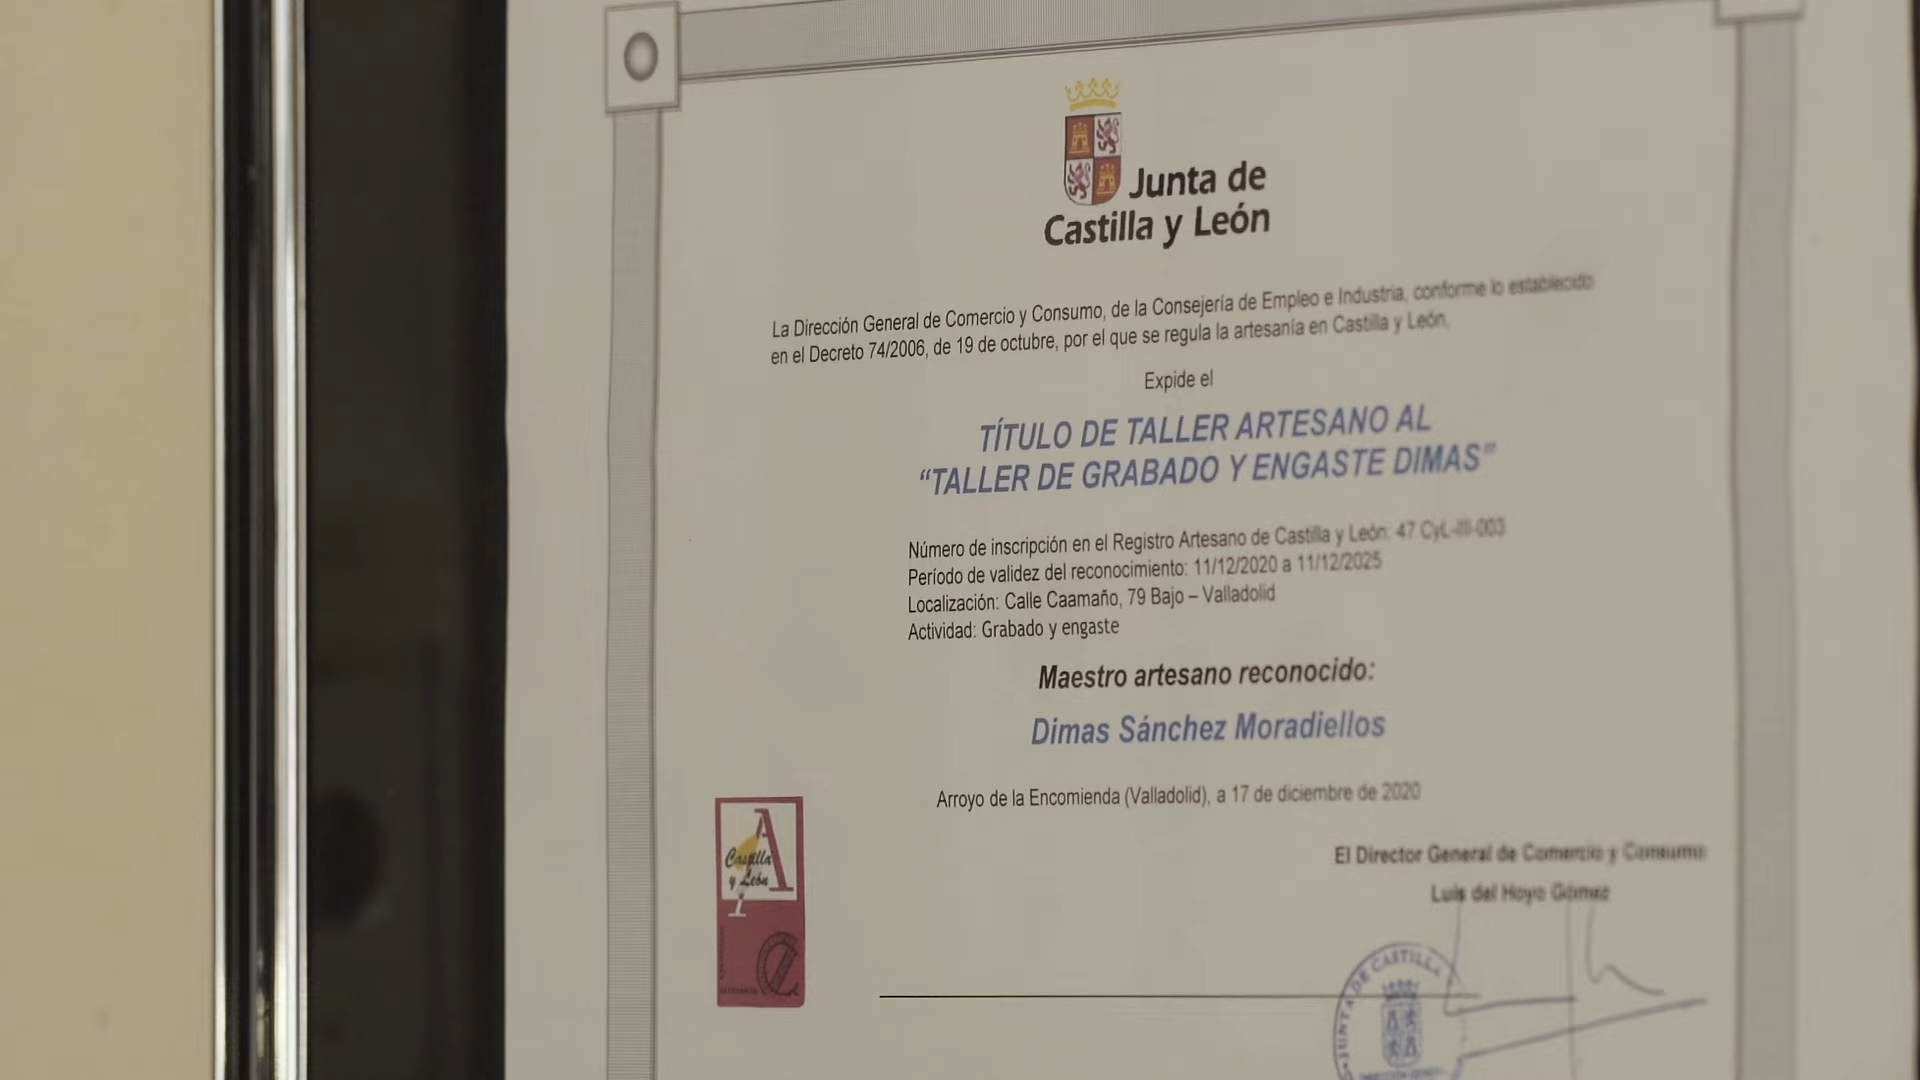 Junta de
Castilla y León
La Dirección General de Comercio y Consumo, de la Consejería de Empleo e Industria, conforme lo establecido
en el Decreto 74/2006, de 19 de octubre, por el que se regula la artesanía en Castilla y León,
Expide el
TÍTULO DE TALLER ARTESANO AL
“TALLER DE GRABADO Y ENGASTE DIMAS”
Número de inscripción en el Registro Artesano de Castilla y León: 47 CyL-III-003
Período de validez del reconocimiento: 11/12/2020 a 11/12/2025
Localización: Calle Caamaño, 79 Bajo – Valladolid
Actividad: Grabado y engaste
Maestro artesano reconocido:
Dimas Sánchez Moradiellos
Arroyo de la Encomienda (Valladolid), a 17 de diciembre de 2020
El Director General de Comercio y Consumo
Luis del Hoyo Gómez
A
Castilla
y León
JUNTA DE CASTILLA